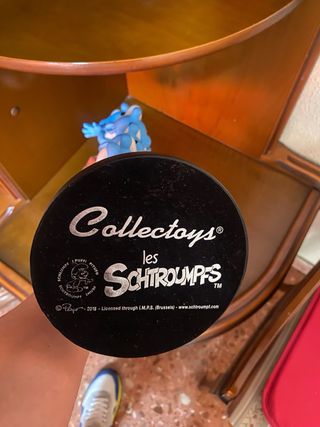 Collectoys®
les
SCHTROUMPFS™
© Peyo - 2018 - Licensed through I.M.P.S. (Brussels) - www.schtroumpf.com